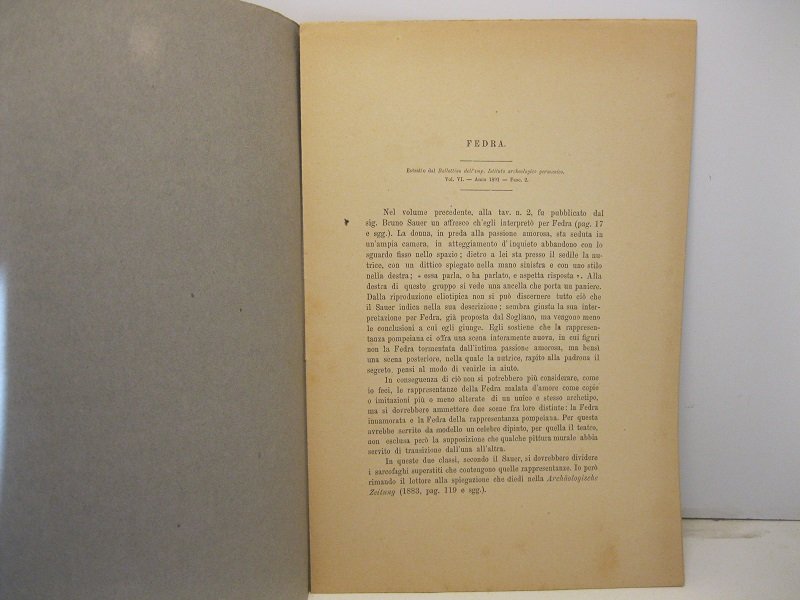 FEDRA.
Estratto dal Bullettino dell'imp. Istituto archeologico germanico.
Vol. VI. — Anno 1891 — Fasc. 2.
Nel volume precedente, alla tav. n. 2, fu pubblicato dal
sig. Bruno Sauer un affresco ch'egli interpretò per Fedra (pag. 17
e sgg.). La donna, in preda alla passione amorosa, sta seduta in
un'ampia camera, in atteggiamento d'inquieto abbandono con lo
sguardo fisso nello spazio; dietro a lei sta presso il sedile la nu-
trice, con un dittico spiegato nella mano sinistra e con uno stilo
nella destra; « essa parla, o ha parlato, e aspetta risposta ». Alla
destra di questo gruppo si vede una ancella che porta un paniere.
Dalla riproduzione eliotipica non si può discernere tutto ciò che
il Sauer indica nella sua descrizione; sembra giusta la sua inter-
pretazione per Fedra, già proposta dal Sogliano, ma vengono meno
le conclusioni a cui egli giunge. Egli sostiene che la rappresen-
tanza pompeiana ci offra una scena interamente nuova, in cui figuri
non la Fedra tormentata dall'intima passione amorosa, ma bensì
una scena posteriore, nella quale la nutrice, rapito alla padrona il
segreto, pensi al modo di venirle in aiuto.
In conseguenza di ciò non si potrebbero più considerare, come
io feci, le rappresentanze della Fedra malata d'amore come copie
o imitazioni più o meno alterate di un unico e stesso archetipo,
ma si dovrebbero ammettere due scene fra loro distinte: la Fedra
innamorata e la Fedra della rappresentanza pompeiana. Per questa
avrebbe servito da modello un celebre dipinto, per quella il teatro,
non esclusa però la supposizione che qualche pittura murale abbia
servito di transizione dall'una all'altra.
In queste due classi, secondo il Sauer, si dovrebbero dividere
i sarcofaghi superstiti che contengono quelle rappresentanze. Io però
rimando il lettore alla spiegazione che diedi nella Archäologische
Zeitung (1883, pag. 119 e sgg.).